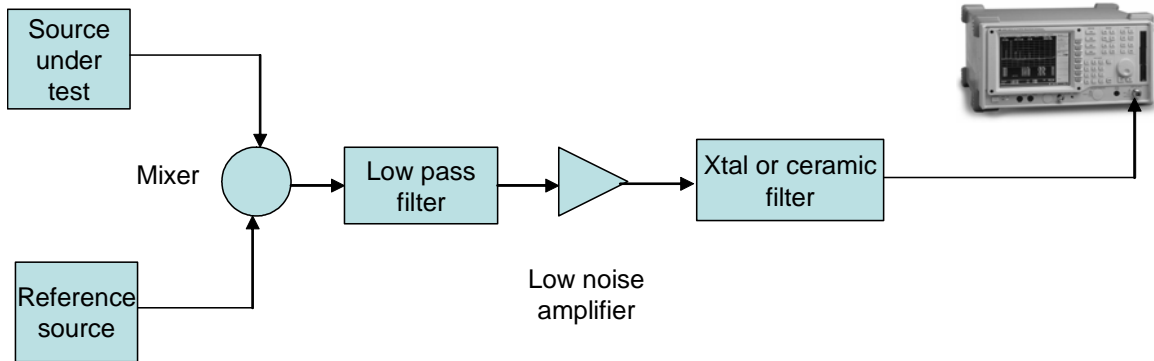 Source
under
test
Mixer
Low pass
filter
Xtal or ceramic
filter
Low noise
amplifier
Reference
source